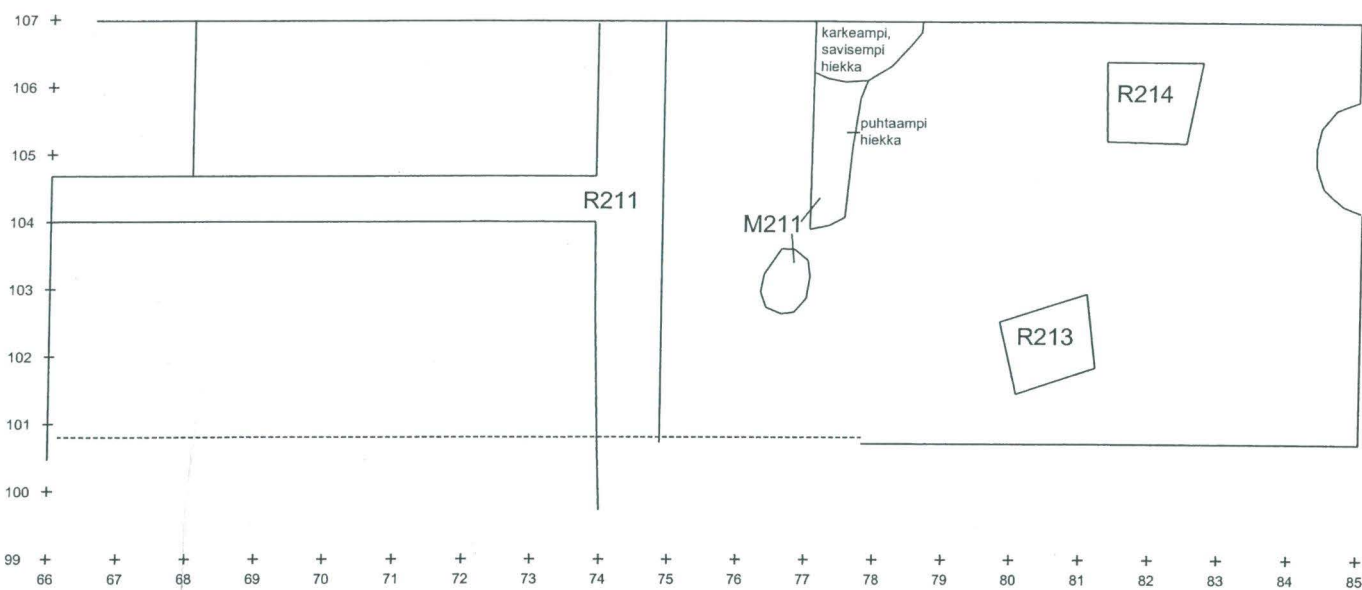 107
karkeampi,
savisempi
hiekka
106
R214
puhtaampi
hiekka
105
R211
104
M211
103
R213
102
101
100
99
66 67 68 69 70 71 72 73 74 75 76 77 78 79 80 81 82 83 84 85